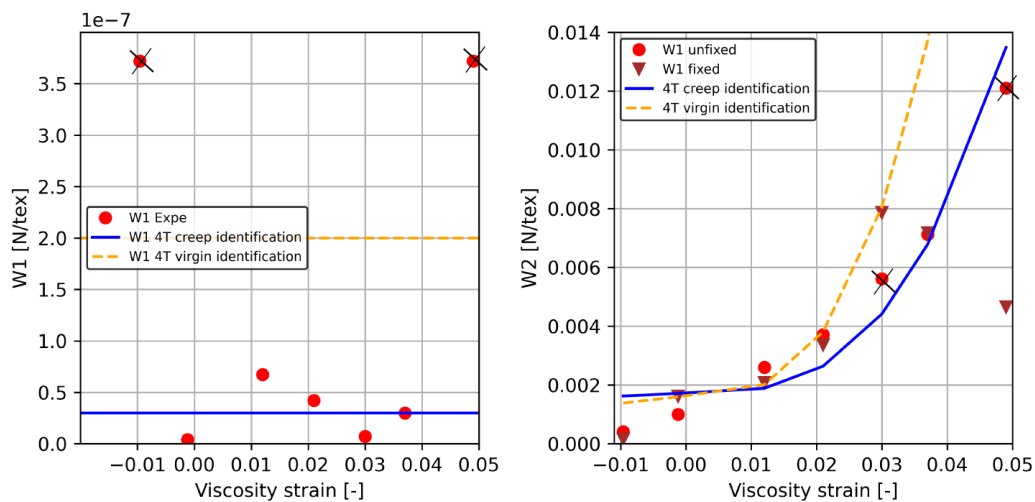 1e−7
3.5
3.0
2.5
2.0
1.5
1.0
0.5
0.0
W1 [N/tex]
W1 Expe
W1 4T creep identification
W1 4T virgin identification
−0.01 0.00 0.01 0.02 0.03 0.04 0.05
Viscosity strain [-]
0.014
0.012
0.010
0.008
0.006
0.004
0.002
0.000
W2 [N/tex]
W1 unfixed
W1 fixed
4T creep identification
4T virgin identification
−0.01 0.00 0.01 0.02 0.03 0.04 0.05
Viscosity strain [-]